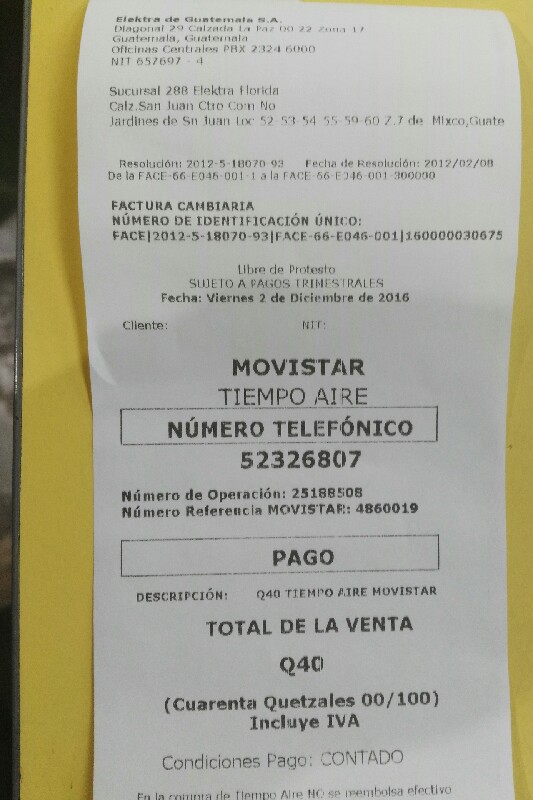 Elektra de Guatemala S.A.
Diagonal 29 Calzada La Paz 00 22 Zona 17
Guatemala, Guatemala
Oficinas Centrales PBX 2324 6000
NIT 657697 - 4
Sucursal 288 Elektra Florida
Calz.San Juan Ctro Com No
Jardines de Sn Juan Loc 52-53-54-55-59-60 Z.7 de Mixco,Guate
Resolución: 2012-5-18070-93 Fecha de Resolución: 2012/02/08
De la FACE-66-E046-001-1 a la FACE-66-E046-001-300000
FACTURA CAMBIARIA
NÚMERO DE IDENTIFICACIÓN ÚNICO:
FACE|2012-5-18070-93|FACE-66-E046-001|160000030675
Libre de Protesto
SUJETO A PAGOS TRIMESTRALES
Fecha: Viernes 2 de Diciembre de 2016
Cliente: NIT:
MOVISTAR
TIEMPO AIRE
NÚMERO TELEFÓNICO
52326807
Número de Operación: 25188508
Número Referencia MOVISTAR: 4860019
PAGO
DESCRIPCIÓN: Q40 TIEMPO AIRE MOVISTAR
TOTAL DE LA VENTA
Q40
(Cuarenta Quetzales 00/100)
Incluye IVA
Condiciones Pago: CONTADO
En la compra de Tiempo Aire NO se reembolsa efectivo